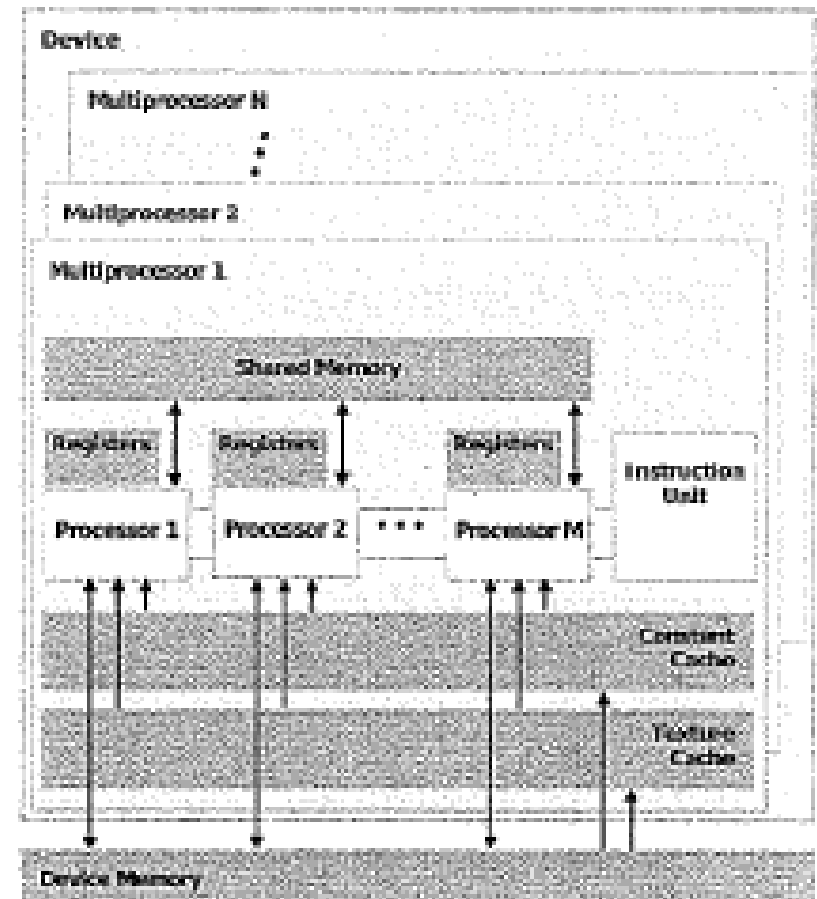 Device
Multiprocessor N
Multiprocessor 2
Multiprocessor 1
Shared Memory
Registers
Registers
Registers
Instruction
Unit
Processor 1
Processor 2
Processor M
Constant
Cache
Texture
Cache
Device Memory